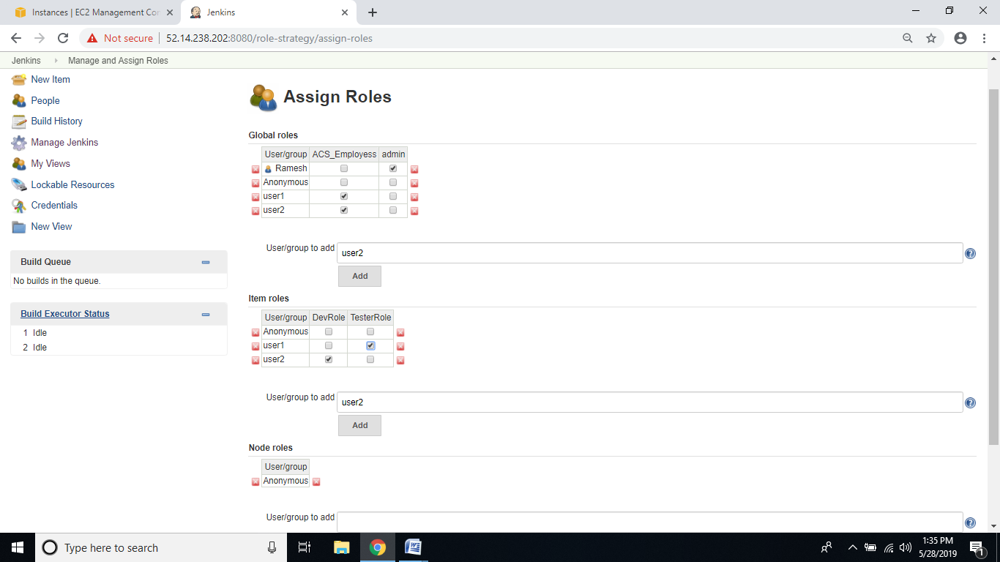 Instances | EC2 Management Con
Jenkins
Not secure
52.14.238.202:8080/role-strategy/assign-roles
Jenkins Manage and Assign Roles
New Item
People
Build History
Manage Jenkins
My Views
Lockable Resources
Credentials
New View
Build Queue
No builds in the queue.
Build Executor Status
1 Idle
2 Idle
Assign Roles
Global roles
User/group ACS_Employess admin
Ramesh
Anonymous
user1
user2
User/group to add user2
Add
Item roles
User/group DevRole TesterRole
Anonymous
user1
user2
User/group to add user2
Add
Node roles
User/group
Anonymous
User/group to add
Type here to search
1:35 PM
5/28/2019
1